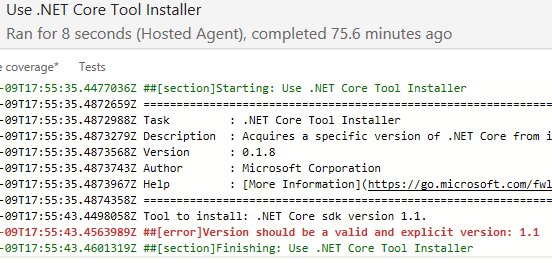 Use .NET Core Tool Installer
Ran for 8 seconds (Hosted Agent), completed 75.6 minutes ago
e coverage* Tests
-09T17:55:35.4477036Z ##[section]Starting: Use .NET Core Tool Installer
-09T17:55:35.4872659Z ==============================================================================
-09T17:55:35.4872988Z Task : .NET Core Tool Installer
-09T17:55:35.4873279Z Description : Acquires a specific version of .NET Core from i
-09T17:55:35.4873568Z Version : 0.1.8
-09T17:55:35.4873743Z Author : Microsoft Corporation
-09T17:55:35.4873967Z Help : [More Information](https://go.microsoft.com/fwl
-09T17:55:35.4874358Z ==============================================================================
-09T17:55:43.4498058Z Tool to install: .NET Core sdk version 1.1.
-09T17:55:43.4563989Z ##[error]Version should be a valid and explicit version: 1.1
-09T17:55:43.4601319Z ##[section]Finishing: Use .NET Core Tool Installer